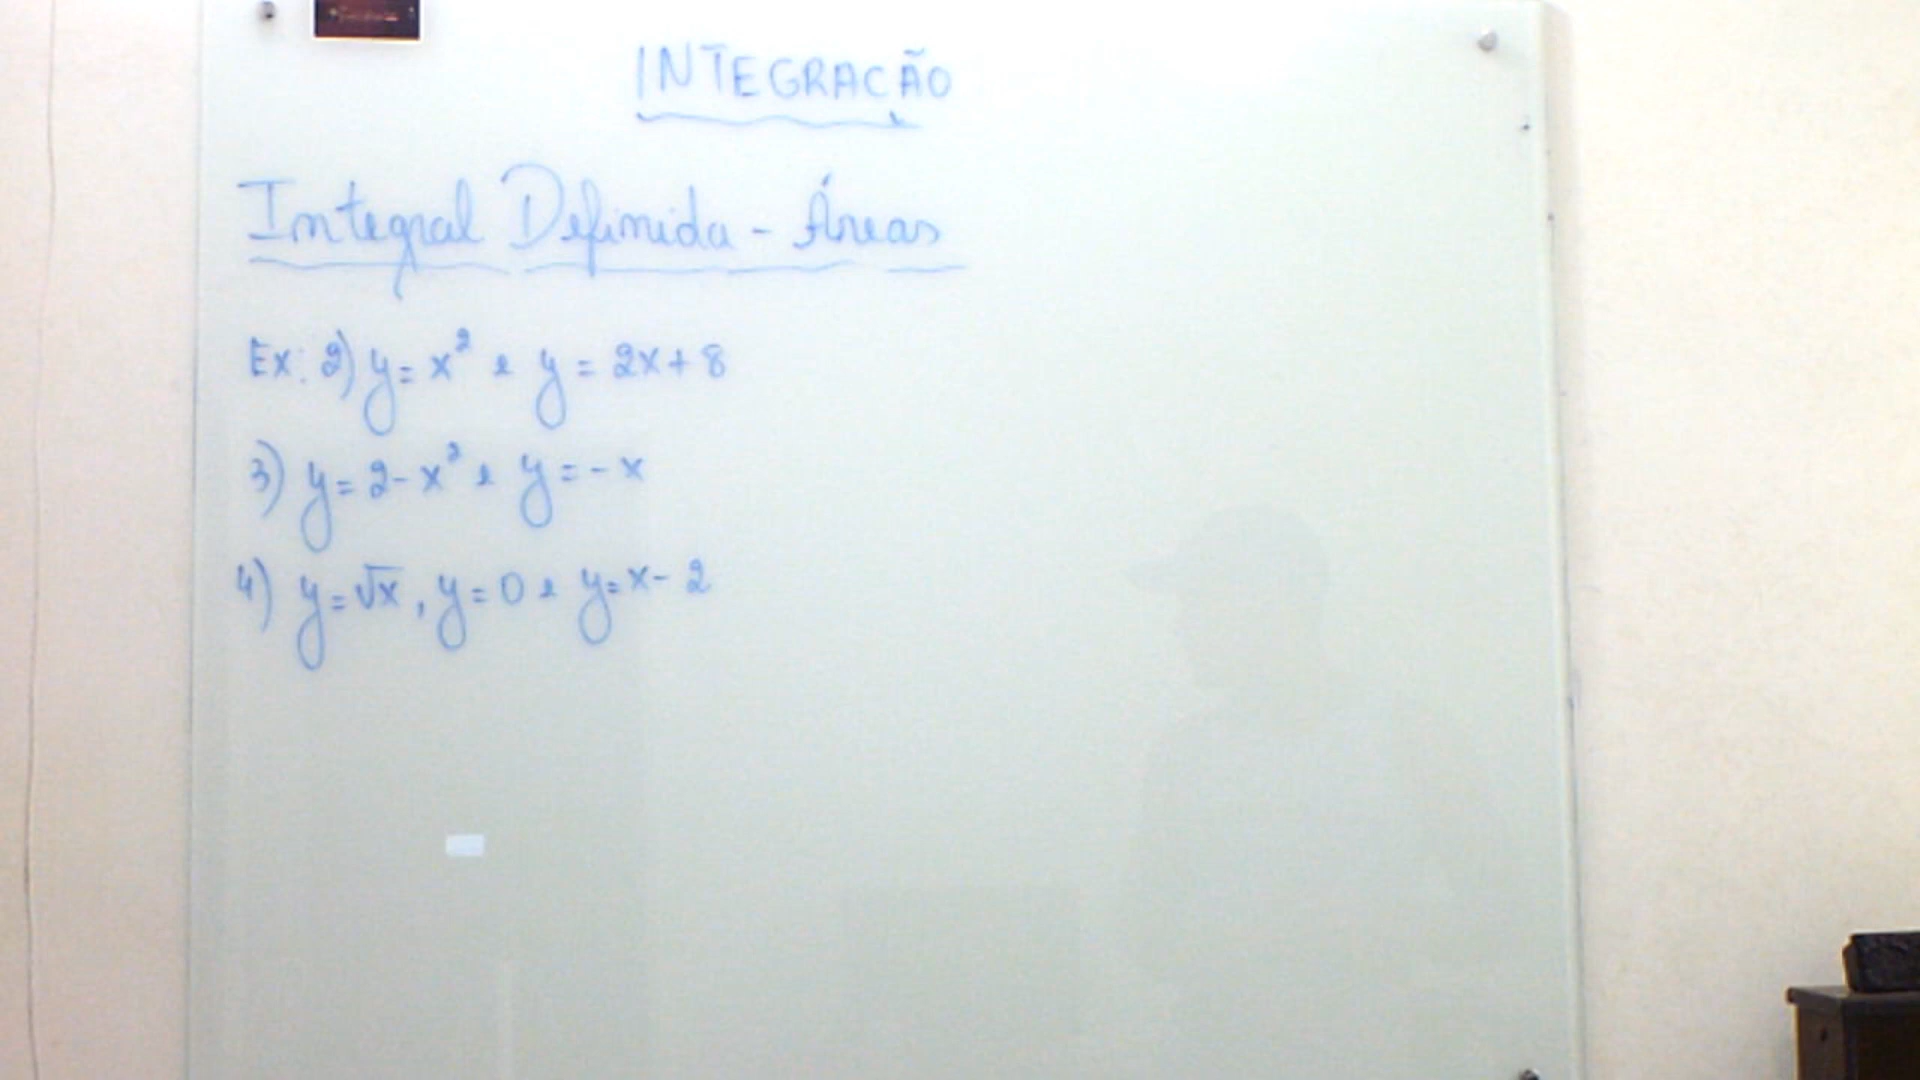 INTEGRAÇÃO
Integral Definida - Áreas
Ex: 2) y = x² e y = 2x + 8
3) y = 2 - x² e y = - x
4) y = √x , y = 0 e y = x - 2